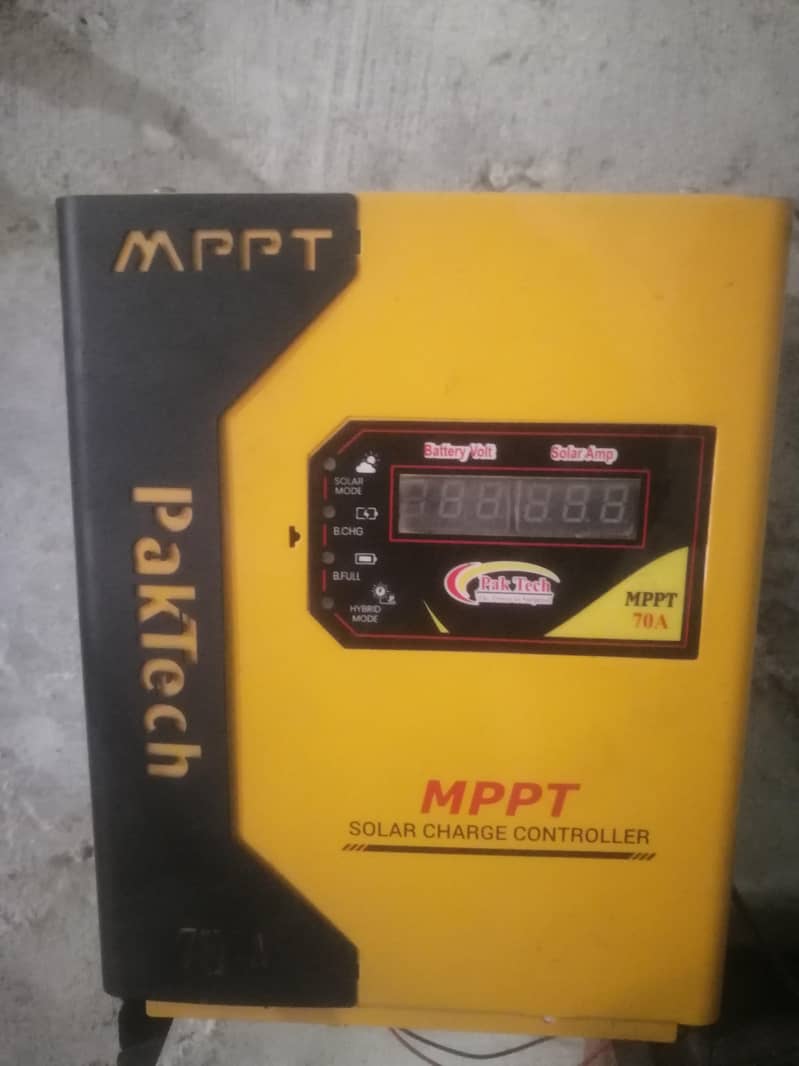 MPPT
PakTech
70 A
Battery Volt
Solar Amp
SOLAR
MODE
B.CHG
B.FULL
HYBRID
MODE
Pak Tech
MPPT
70A
MPPT
SOLAR CHARGE CONTROLLER